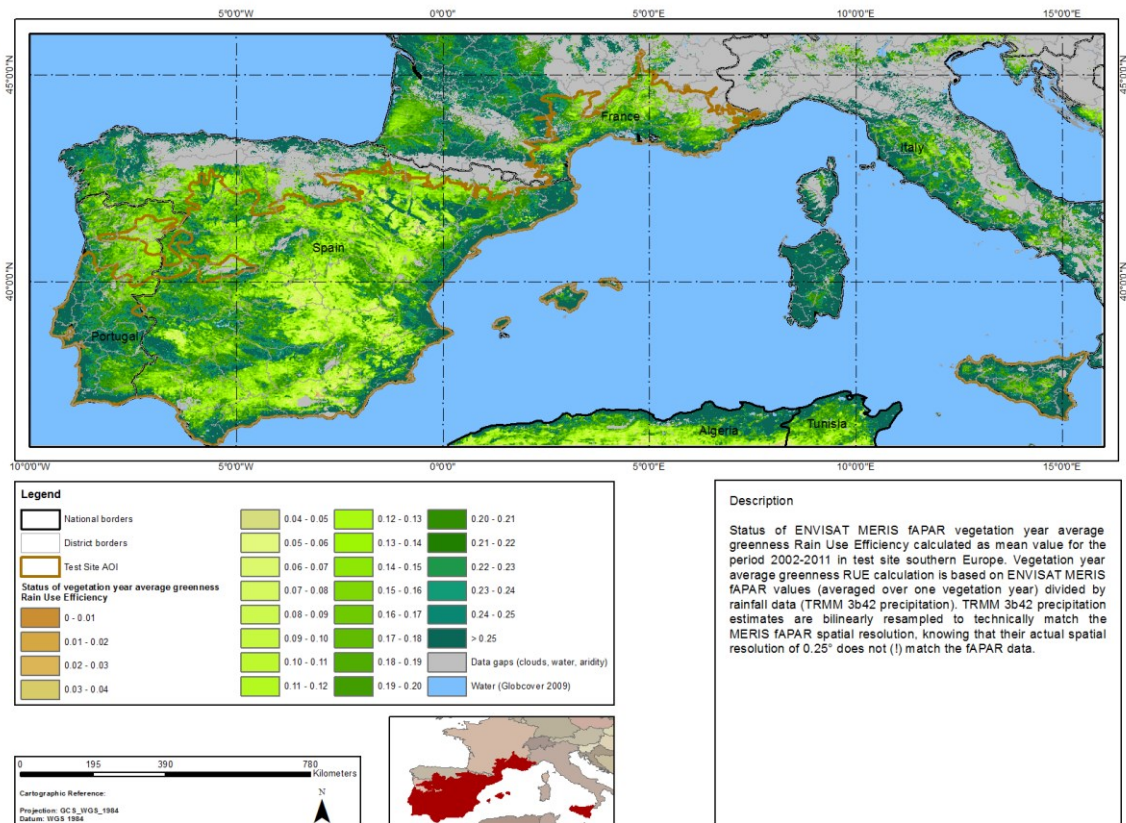 5°0'0"W 0°0'0" 5°0'0"E 10°0'0"E 15°0'0"E
45°0'0"N 45°0'0"N
France
Italy
Spain
40°0'0"N 40°0'0"N
Portugal
Algeria Tunisia
10°0'0"W 5°0'0"W 0°0'0" 5°0'0"E 10°0'0"E 15°0'0"E
Legend
National borders
District borders
Test Site AOI
Status of vegetation year average greenness
Rain Use Efficiency
0 - 0.01
0.01 - 0.02
0.02 - 0.03
0.03 - 0.04
0.04 - 0.05
0.05 - 0.06
0.06 - 0.07
0.07 - 0.08
0.08 - 0.09
0.09 - 0.10
0.10 - 0.11
0.11 - 0.12
0.12 - 0.13
0.13 - 0.14
0.14 - 0.15
0.15 - 0.16
0.16 - 0.17
0.17 - 0.18
0.18 - 0.19
0.19 - 0.20
0.20 - 0.21
0.21 - 0.22
0.22 - 0.23
0.23 - 0.24
0.24 - 0.25
> 0.25
Data gaps (clouds, water, aridity)
Water (Globcover 2009)
Description
Status of ENVISAT MERIS fAPAR vegetation year average
greenness Rain Use Efficiency calculated as mean value for the
period 2002-2011 in test site southern Europe. Vegetation year
average greenness RUE calculation is based on ENVISAT MERIS
fAPAR values (averaged over one vegetation year) divided by
rainfall data (TRMM 3b42 precipitation). TRMM 3b42 precipitation
estimates are bilinearly resampled to technically match the
MERIS fAPAR spatial resolution, knowing that their actual spatial
resolution of 0.25° does not (!) match the fAPAR data.
0 195 390 780
Kilometers
Cartographic Reference:
N
Projection: GCS_WGS_1984
Datum: WGS 1984